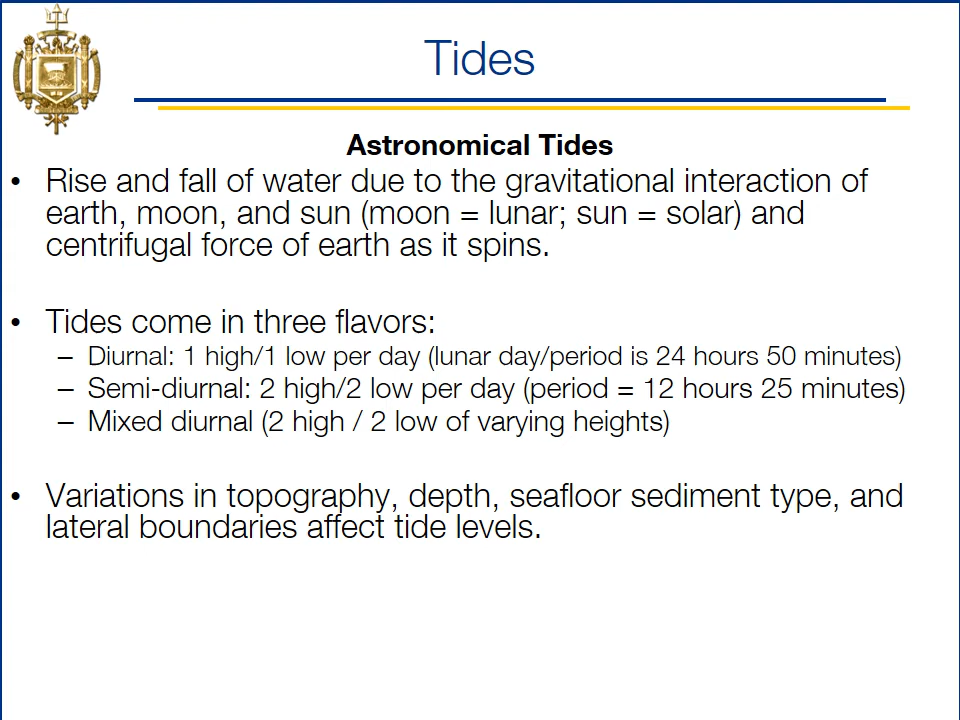 Tides
Astronomical Tides
• Rise and fall of water due to the gravitational interaction of
earth, moon, and sun (moon = lunar; sun = solar) and
centrifugal force of earth as it spins.
• Tides come in three flavors:
– Diurnal: 1 high/1 low per day (lunar day/period is 24 hours 50 minutes)
– Semi-diurnal: 2 high/2 low per day (period = 12 hours 25 minutes)
– Mixed diurnal (2 high / 2 low of varying heights)
• Variations in topography, depth, seafloor sediment type, and
lateral boundaries affect tide levels.